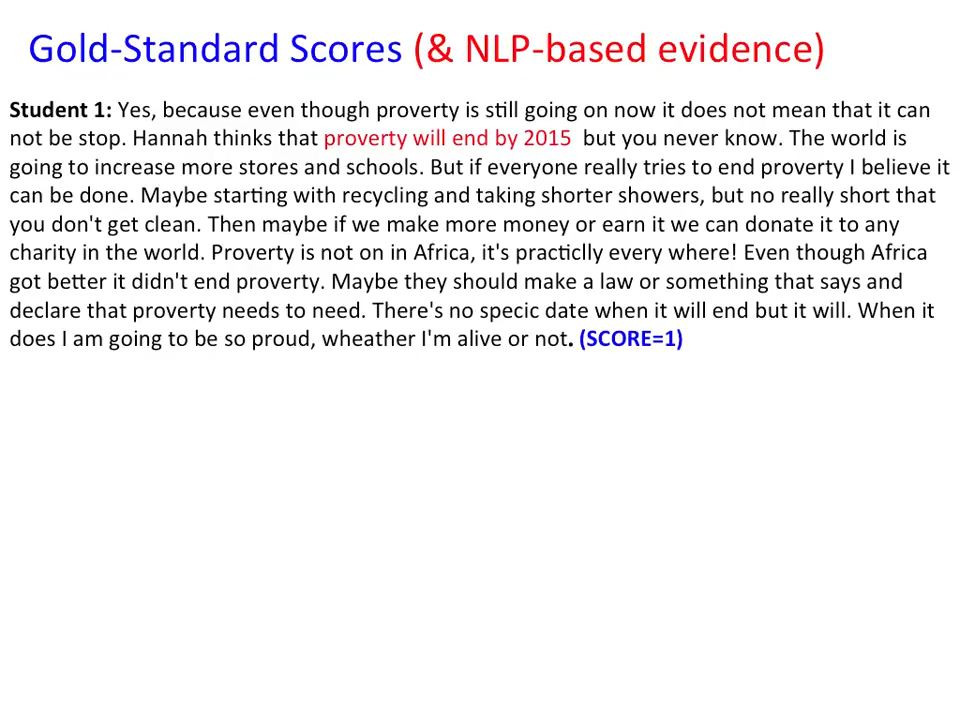 Gold-Standard Scores (& NLP-based evidence)
Student 1: Yes, because even though proverty is still going on now it does not mean that it can
not be stop. Hannah thinks that proverty will end by 2015 but you never know. The world is
going to increase more stores and schools. But if everyone really tries to end proverty I believe it
can be done. Maybe starting with recycling and taking shorter showers, but no really short that
you don't get clean. Then maybe if we make more money or earn it we can donate it to any
charity in the world. Proverty is not on in Africa, it's practiclly every where! Even though Africa
got better it didn't end proverty. Maybe they should make a law or something that says and
declare that proverty needs to need. There's no specic date when it will end but it will. When it
does I am going to be so proud, wheather I'm alive or not. (SCORE=1)